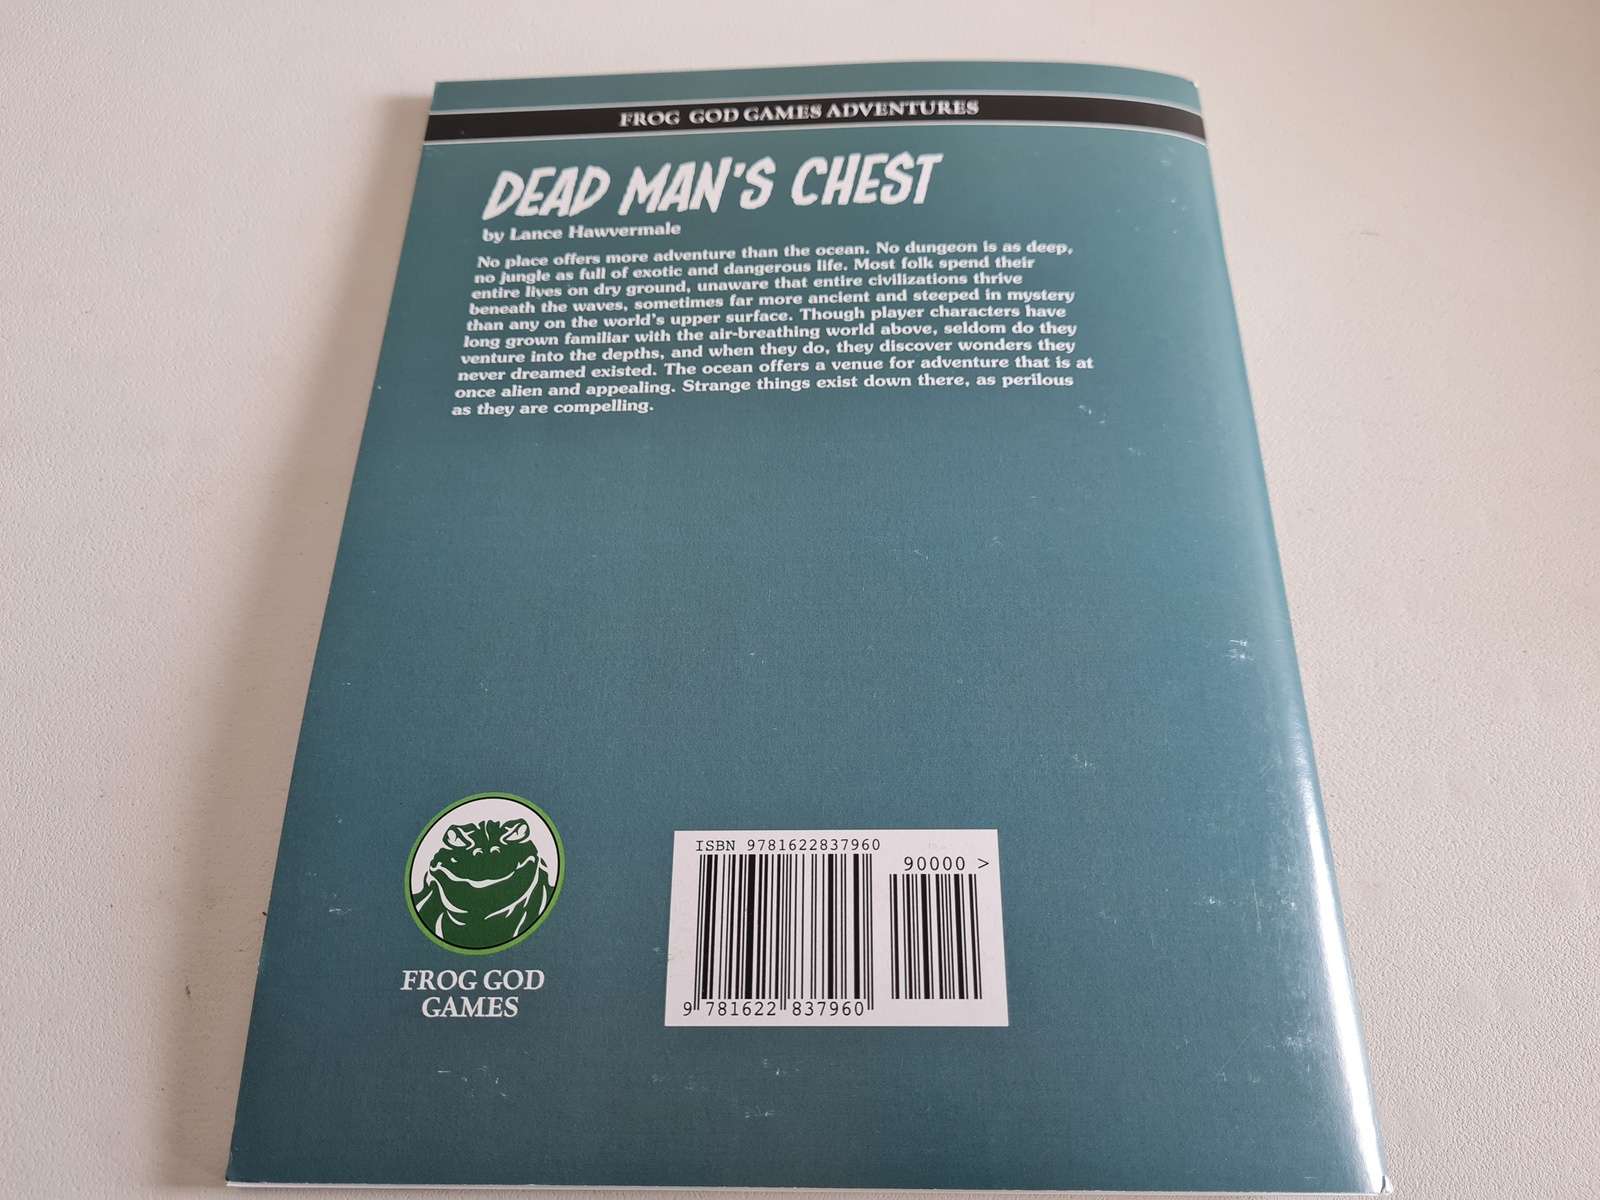 FROG GOD GAMES ADVENTURES
DEAD MAN'S CHEST
by Lance Hawvermale
No place offers more adventure than the ocean. No dungeon is as deep,
no jungle as full of exotic and dangerous life. Most folk spend their
entire lives on dry ground, unaware that entire civilizations thrive
beneath the waves, sometimes far more ancient and steeped in mystery
than any on the world's upper surface. Though player characters have
long grown familiar with the air-breathing world above, seldom do they
venture into the depths, and when they do, they discover wonders they
never dreamed existed. The ocean offers a venue for adventure that is at
once alien and appealing. Strange things exist down there, as perilous
as they are compelling.
FROG GOD
GAMES
ISBN 9781622837960
90000 >
9 781622 837960